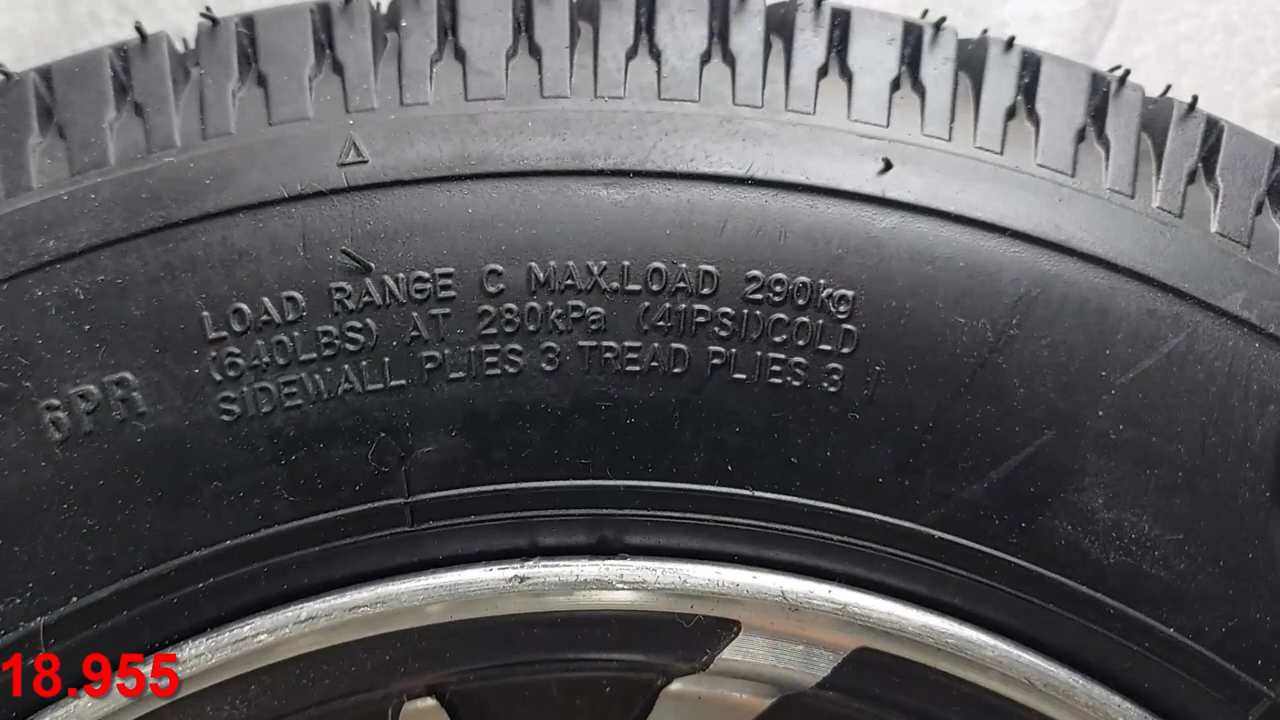 LOAD RANGE C MAX.LOAD 290kg
(640LBS) AT 280kPa (41PSI)COLD
SIDEWALL PLIES 3 TREAD PLIES 3
6PR
18.955